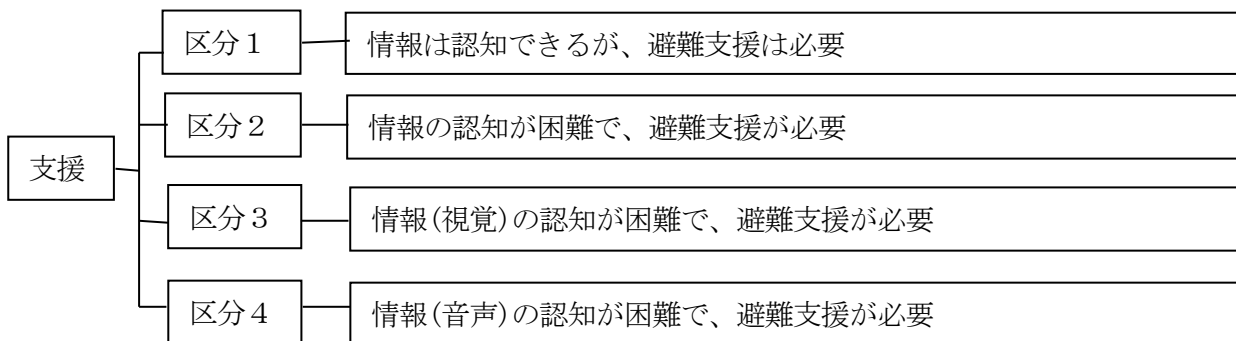 区分１
情報は認知できるが、避難支援は必要
区分２
情報の認知が困難で、避難支援が必要
支援
区分３
情報(視覚)の認知が困難で、避難支援が必要
区分４
情報(音声)の認知が困難で、避難支援が必要